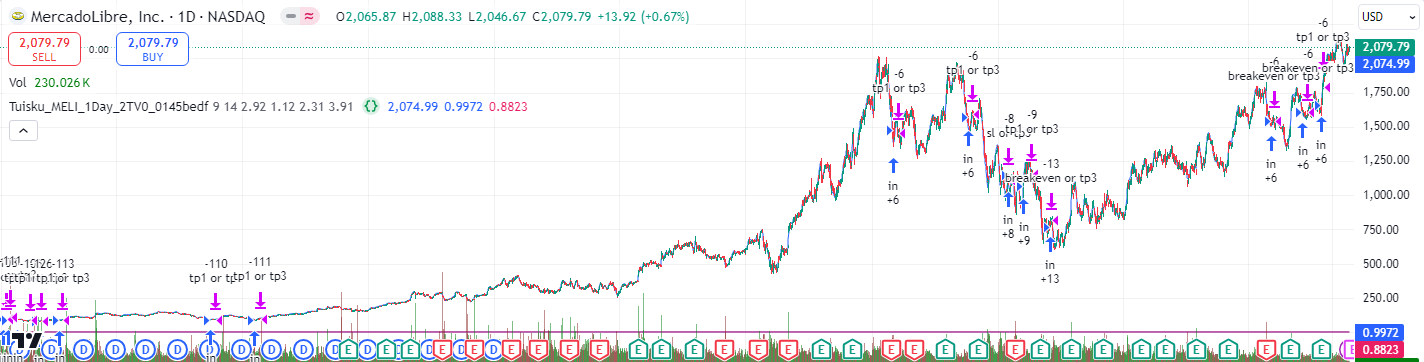 MercadoLibre, Inc. · 1D · NASDAQ O2,065.87 H2,088.33 L2,046.67 C2,079.79 +13.92 (+0.67%)
USD
2,079.79 SELL
0.00
2,079.79 BUY
Vol 230.026 K
Tuisku_MELI_1Day_2TV0_0145bedf 9 14 2.92 1.12 2.31 3.91 {} 2,074.99 0.9972 0.8823
-6
tp1 or tp3
-6
tp1 or tp3
-6
tp1 or tp3
-6
breakeven or tp3
-6
breakeven or tp3
-8
-9
tp1 or tp3
-13
breakeven or tp3
in
+6
in
+6
in
+8
in
+9
in
+13
in
+6
in
+6
in
+6
-113
-110
-111
tp1 or tp3
2,079.79
2,074.99
1,750.00
1,500.00
1,250.00
1,000.00
750.00
500.00
250.00
0.9972
0.8823
D D D D D D D D D D
E E E E E E E E E E E E E E E E E E E E